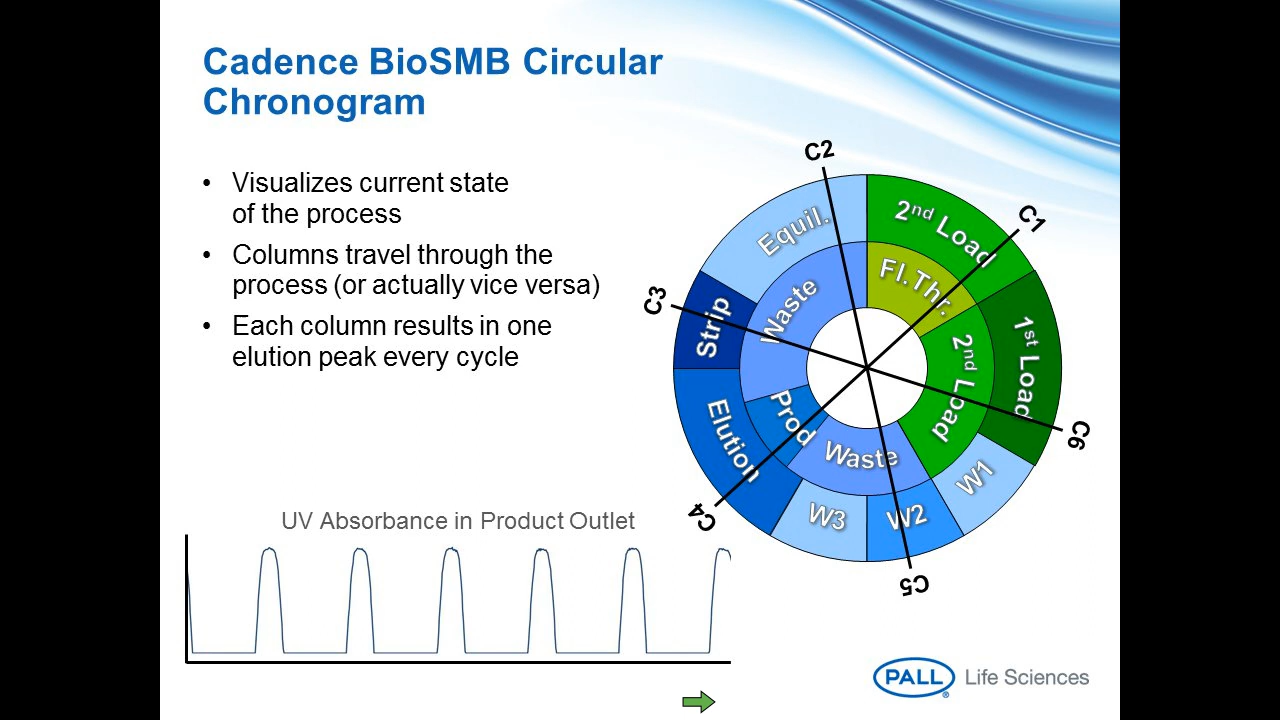 Cadence BioSMB Circular
Chronogram
• Visualizes current state
of the process
• Columns travel through the
process (or actually vice versa)
• Each column results in one
elution peak every cycle
C2
C1
C3
C6
C4
C5
Equil.
2nd Load
1st Load
W1
W2
W3
Elution
Strip
Waste
Fl.Thr.
2nd Load
Waste
Prod
UV Absorbance in Product Outlet
PALL® Life Sciences